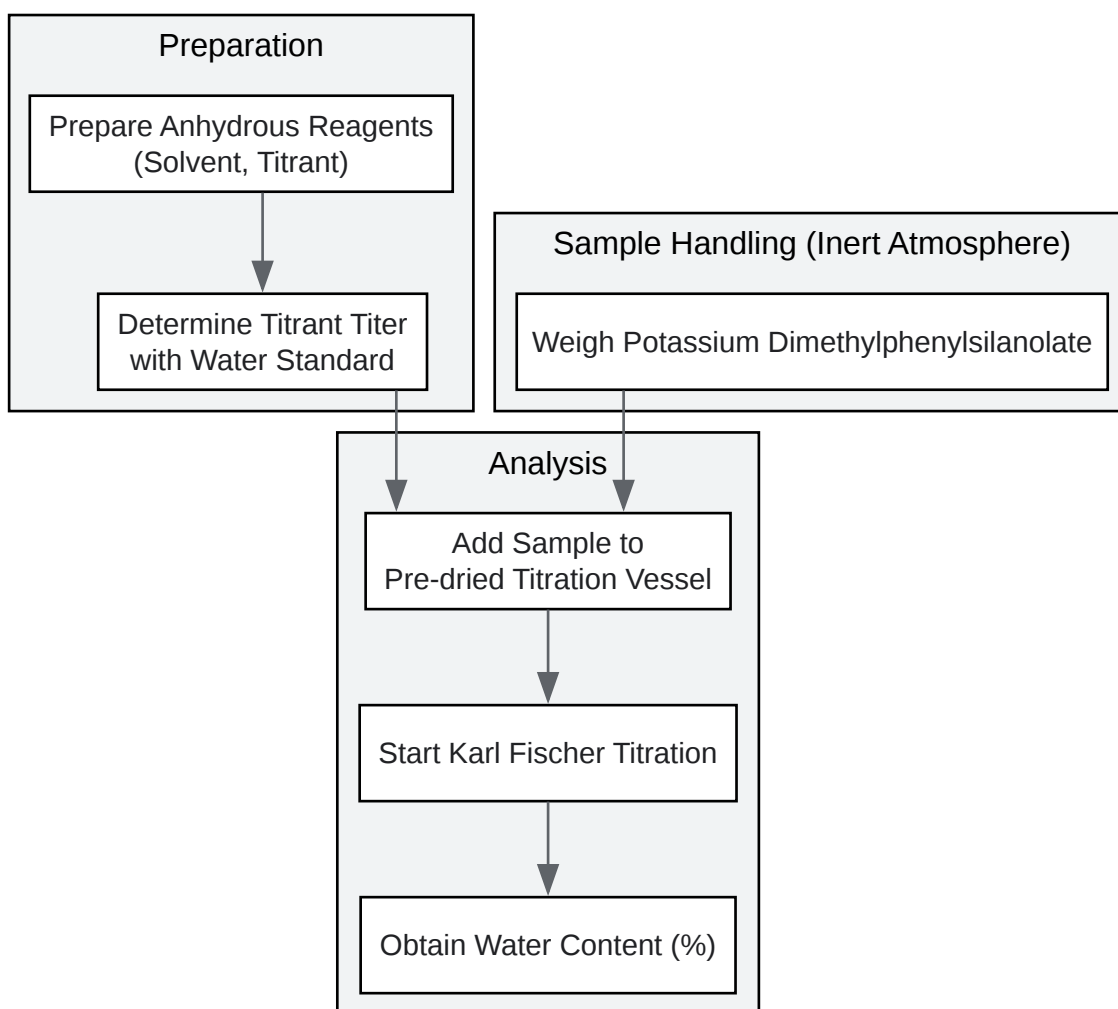 Preparation
Prepare Anhydrous Reagents
(Solvent, Titrant)
Determine Titrant Titer
with Water Standard
Sample Handling (Inert Atmosphere)
Weigh Potassium Dimethylphenylsilanolate
Analysis
Add Sample to
Pre-dried Titration Vessel
Start Karl Fischer Titration
Obtain Water Content (%)